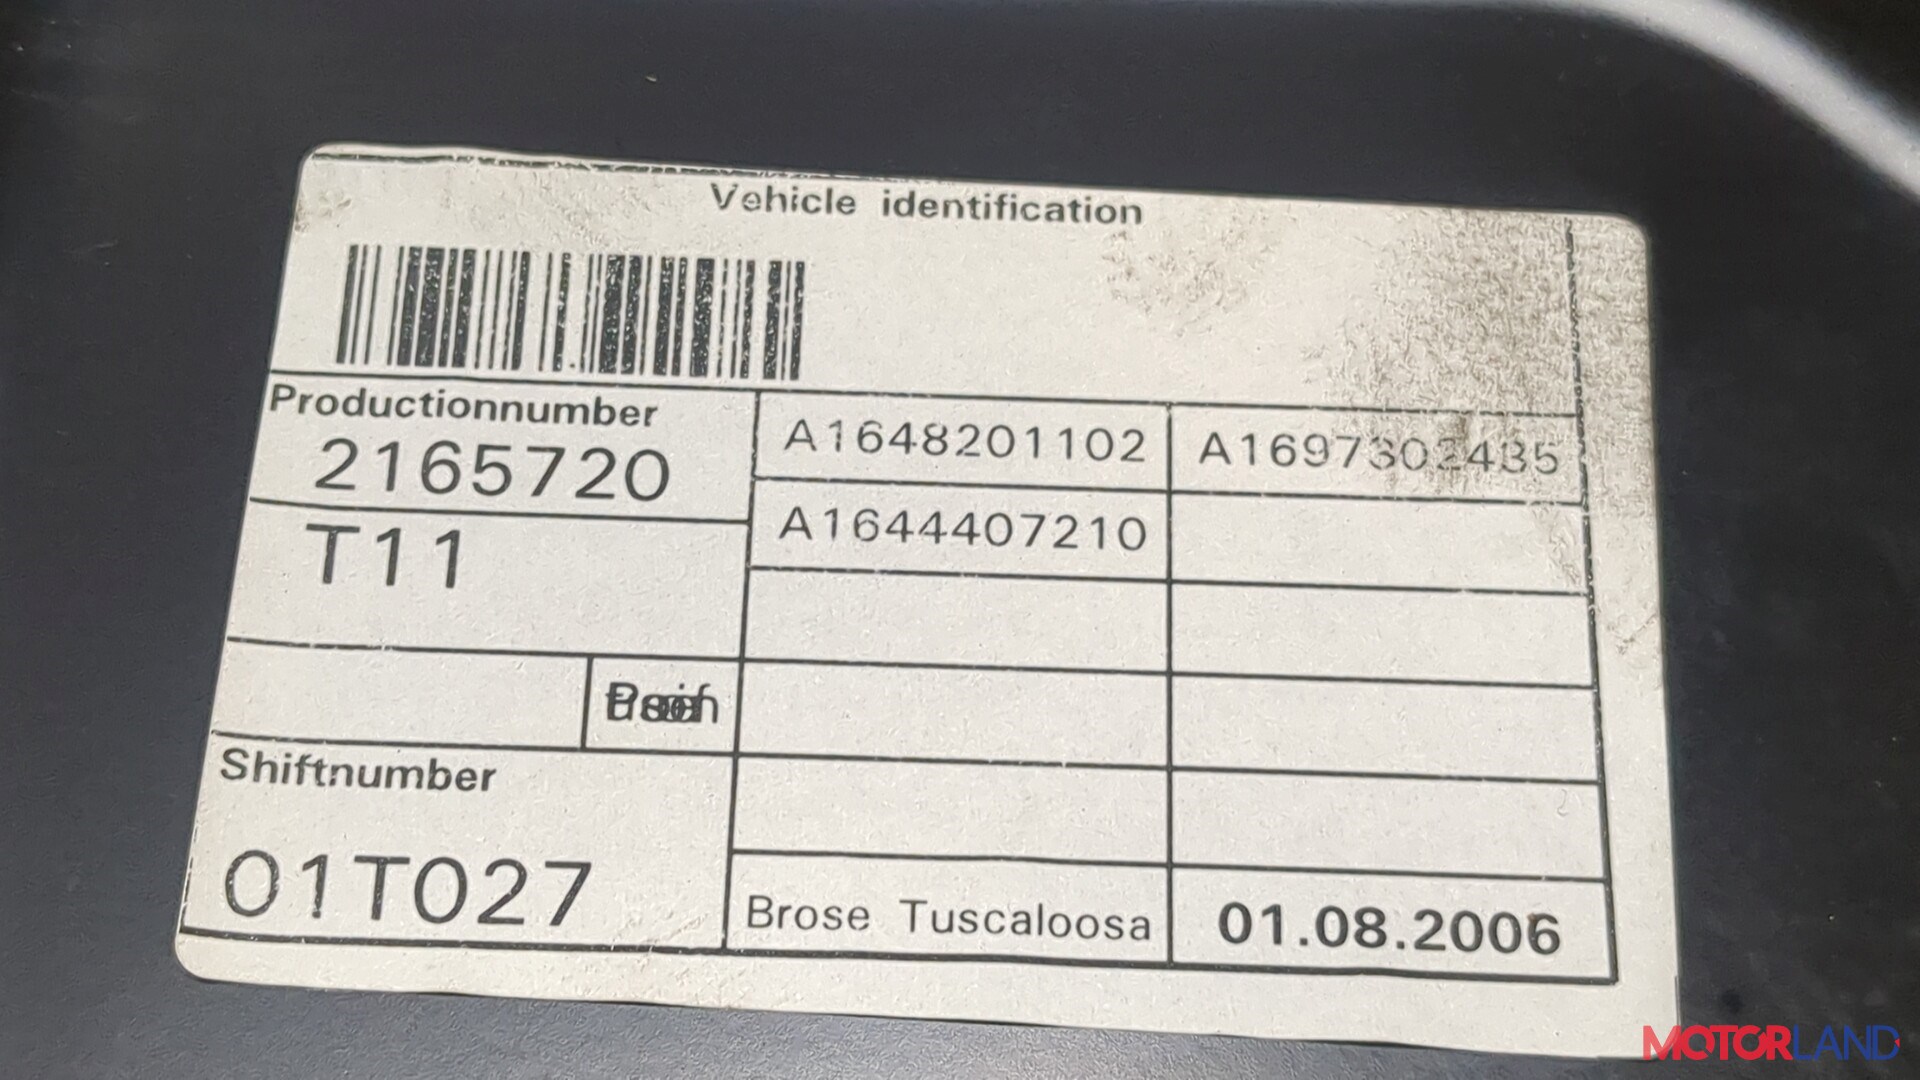 Vehicle identification
Productionnumber
2165720
A1648201102
A1697302435
T11
A1644407210
Shiftnumber
01T027
Brose Tuscaloosa
01.08.2006
MOTORLAND